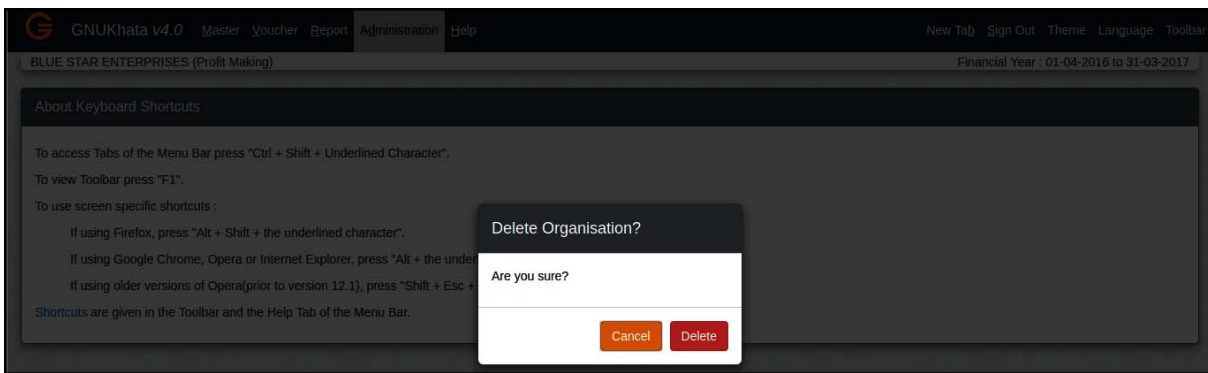 GNUKhata v4.0 Master Voucher Report Administration Help New Tab Sign Out Theme Language Toolbar
BLUE STAR ENTERPRISES (Profit Making) Financial Year : 01-04-2016 to 31-03-2017
About Keyboard Shortcuts
To access Tabs of the Menu Bar press "Ctrl + Shift + Underlined Character".
To view Toolbar press "F1".
To use screen specific shortcuts :
If using Firefox, press "Alt + Shift + the underlined character".
If using Google Chrome, Opera or Internet Explorer, press "Alt + the under
If using older versions of Opera(prior to version 12.1), press "Shift + Esc +
Shortcuts are given in the Toolbar and the Help Tab of the Menu Bar.
Delete Organisation?
Are you sure?
Cancel Delete